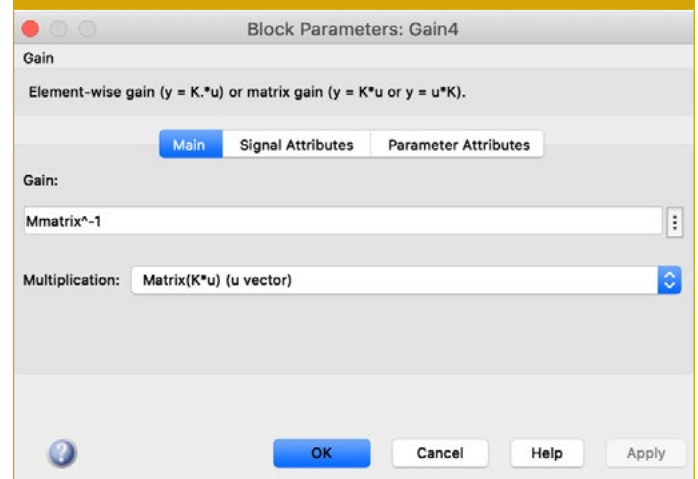 Block Parameters: Gain4
Gain
Element-wise gain (y = K.*u) or matrix gain (y = K*u or y = u*K).
Main Signal Attributes Parameter Attributes
Gain:
Mmatrix^-1
Multiplication: Matrix(K*u) (u vector)
? OK Cancel Help Apply